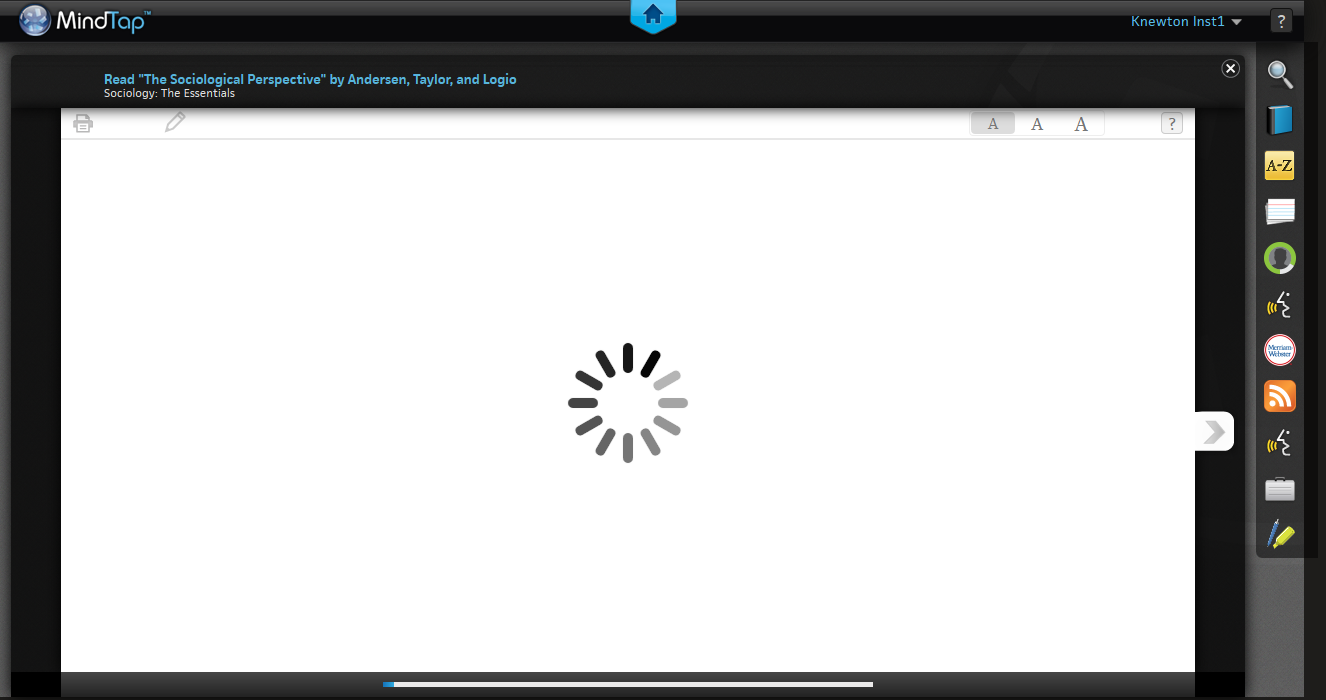 MindTap™
Knewton Inst1
?
Read "The Sociological Perspective" by Andersen, Taylor, and Logio
Sociology: The Essentials
A A A
?
A-Z
Merriam-
Webster